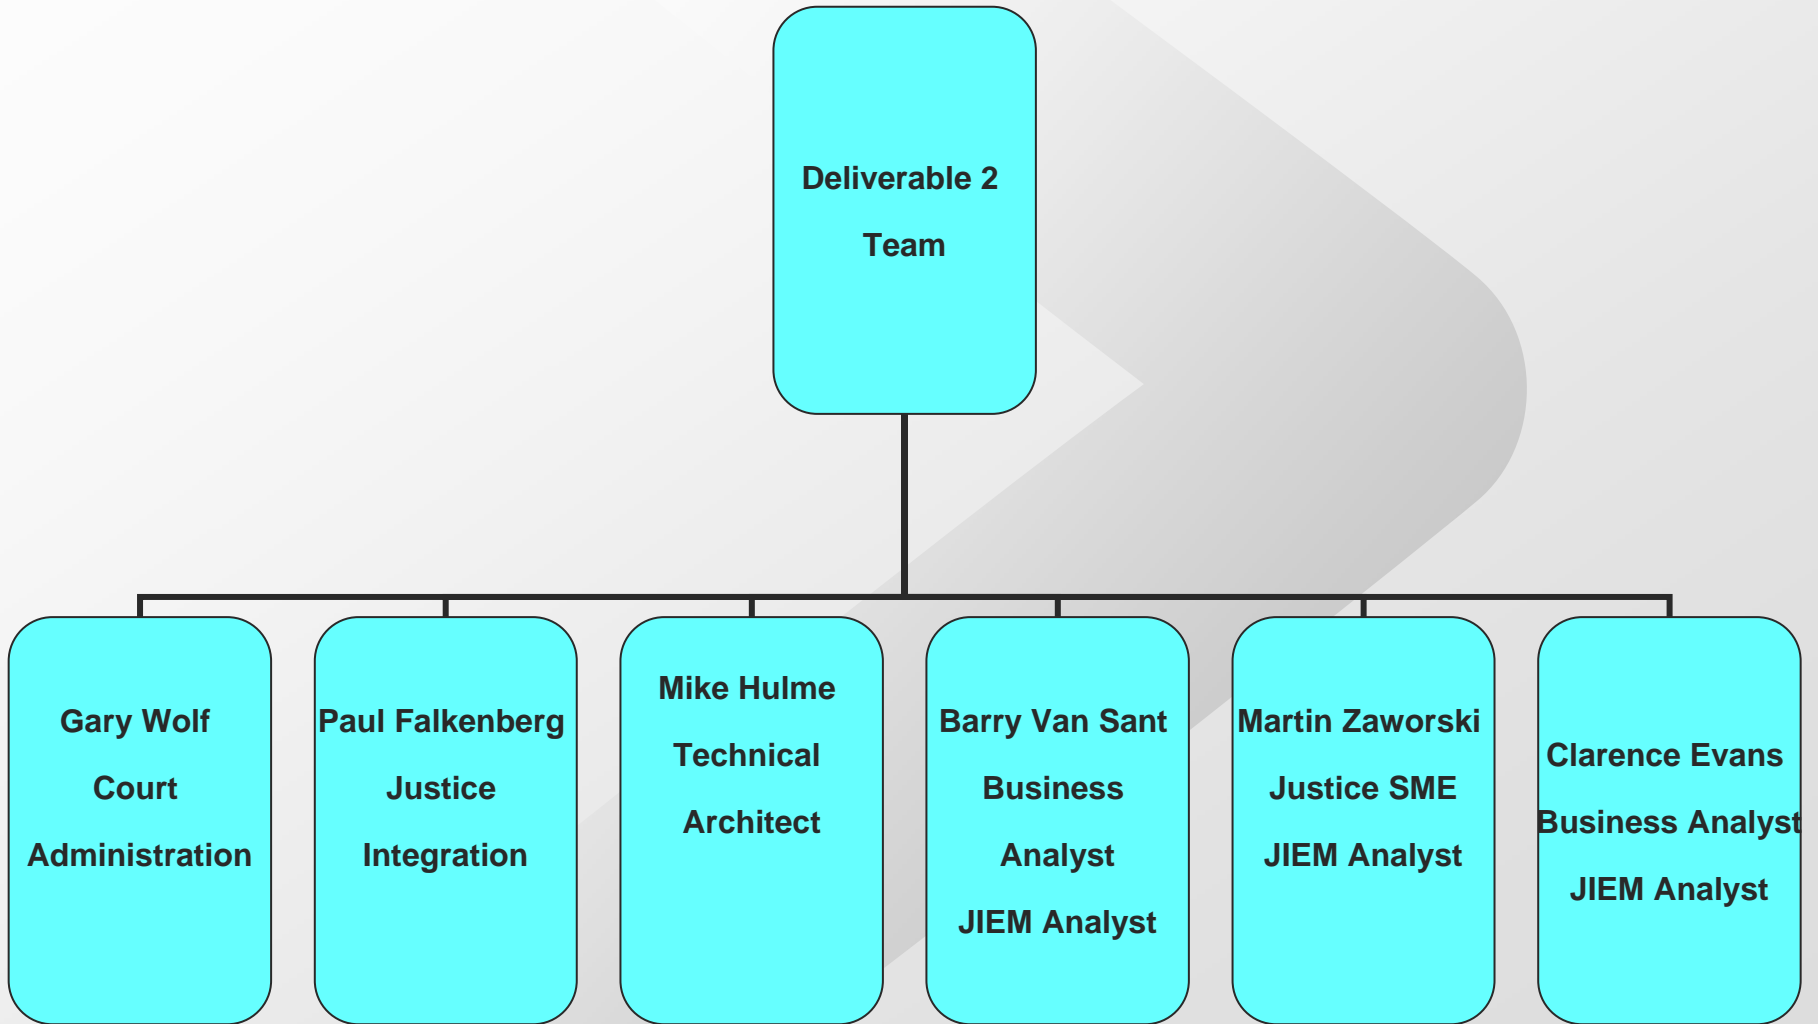 Deliverable 2
Team
Gary Wolf
Court
Administration
Paul Falkenberg
Justice
Integration
Mike Hulme
Technical
Architect
Barry Van Sant
Business
Analyst
JIEM Analyst
Martin Zaworski
Justice SME
JIEM Analyst
Clarence Evans
Business Analyst
JIEM Analyst